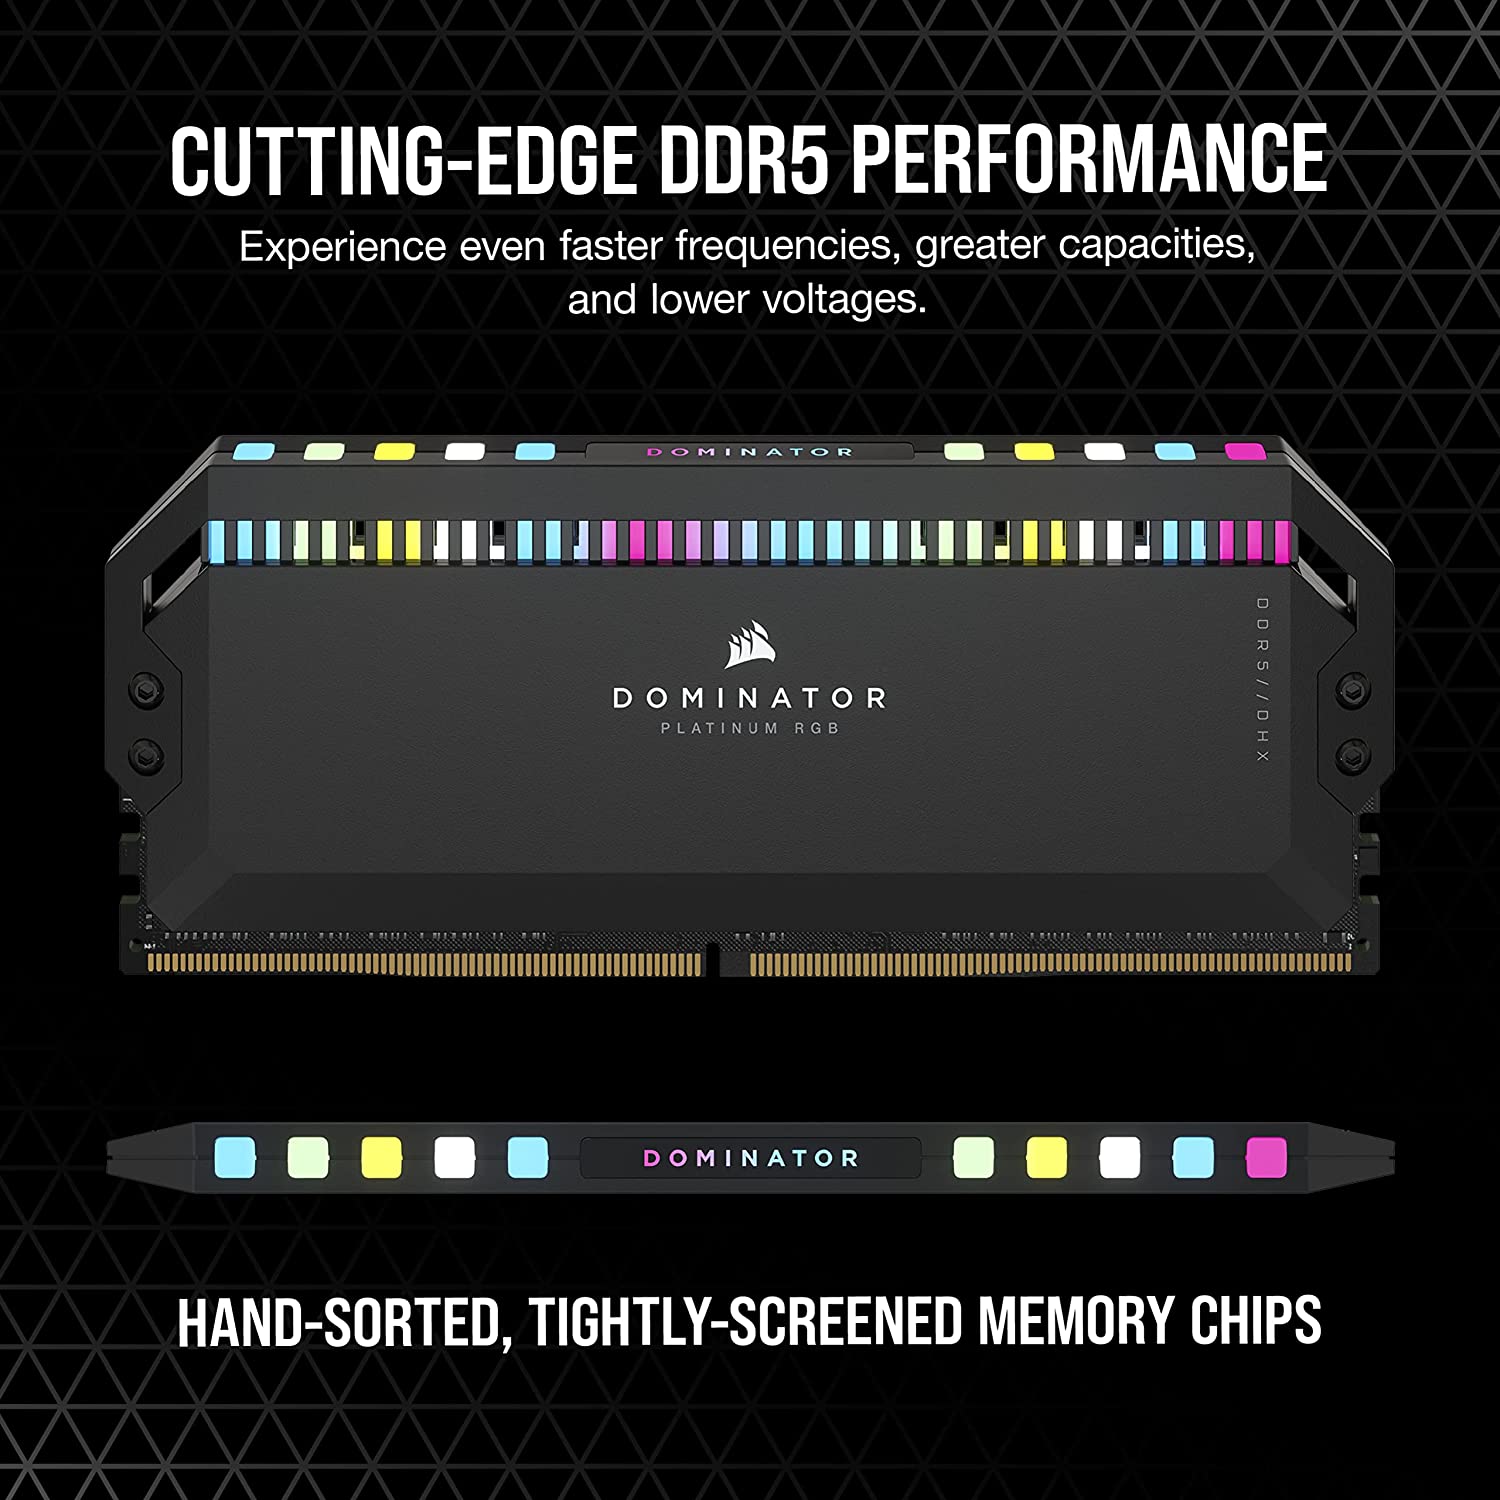 CUTTING-EDGE DDR5 PERFORMANCE
Experience even faster frequencies, greater capacities,
and lower voltages.
DOMINATOR
DOMINATOR
PLATINUM RGB
DDR5//DHX
DOMINATOR
HAND-SORTED, TIGHTLY-SCREENED MEMORY CHIPS